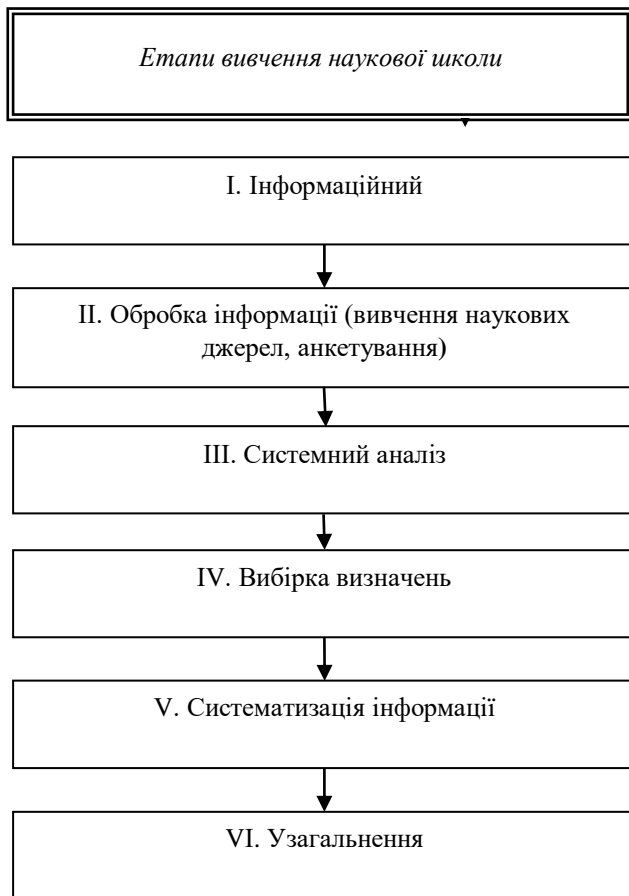 Етапи вивчення наукової школи
I. Інформаційний
II. Обробка інформації (вивчення наукових
джерел, анкетування)
III. Системний аналіз
IV. Вибірка визначень
V. Систематизація інформації
VI. Узагальнення